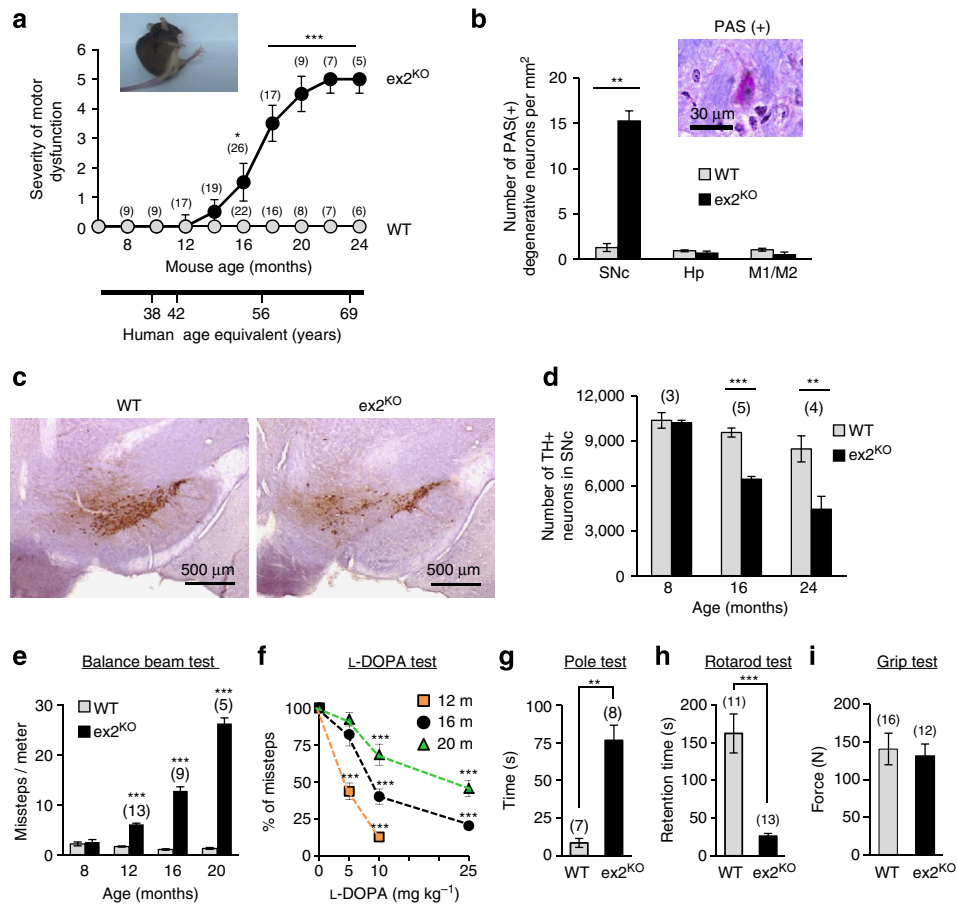 a
***
6
5
4
3
2
1
0
Severity of motor
dysfunction
(9)
(7)
(5)
ex2KO
(17)
*
(26)
(19)
(9)
(9)
(17)
(22)
(16)
(8)
(7)
(6)
WT
8
12
16
20
24
Mouse age (months)
38
42
56
69
Human age equivalent (years)
b
PAS (+)
30 µm
20
15
10
5
0
Number of PAS(+)
degenerative neurons per mm2
**
WT
ex2KO
SNc
Hp
M1/M2
c
WT
ex2KO
500 µm
500 µm
d
12,000
9,000
6,000
3,000
0
Number of TH+
neurons in SNc
(3)
***
(5)
**
(4)
WT
ex2KO
8
16
24
Age (months)
e
Balance beam test
30
20
10
0
Missteps / meter
WT
ex2KO
***
(13)
***
(9)
***
(5)
8
12
16
20
Age (months)
f
L-DOPA test
100
75
50
25
0
% of missteps
12 m
16 m
20 m
***
***
***
***
***
***
0
5
10
25
L-DOPA (mg kg–1)
g
Pole test
100
75
50
25
0
Time (s)
**
(7)
(8)
WT
ex2KO
h
Rotarod test
200
150
100
50
0
Retention time (s)
***
(11)
(13)
WT
ex2KO
i
Grip test
200
150
100
50
0
Force (N)
(16)
(12)
WT
ex2KO